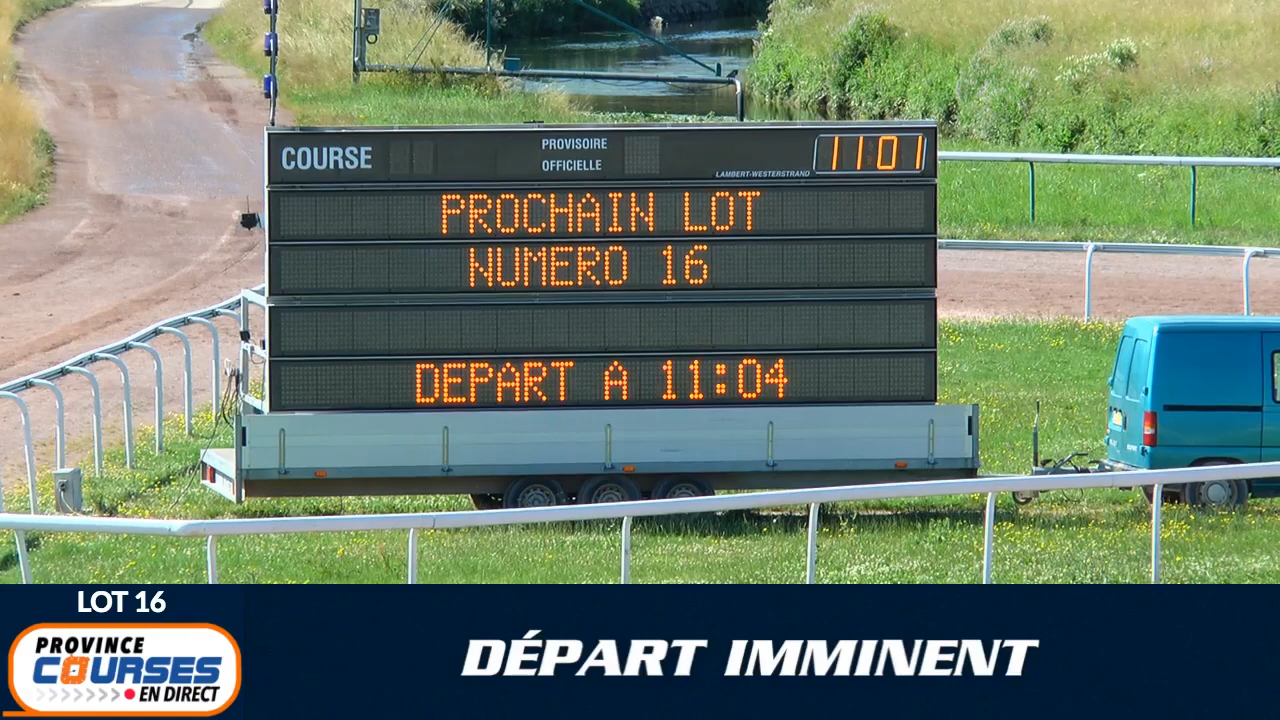 COURSE
PROVISOIRE
OFFICIELLE
LAMBERT-WESTERSTRAND
11 01
PROCHAIN LOT
NUMERO 16
DEPART A 11:04
LOT 16
PROVINCE
COURSES
EN DIRECT
DÉPART IMMINENT